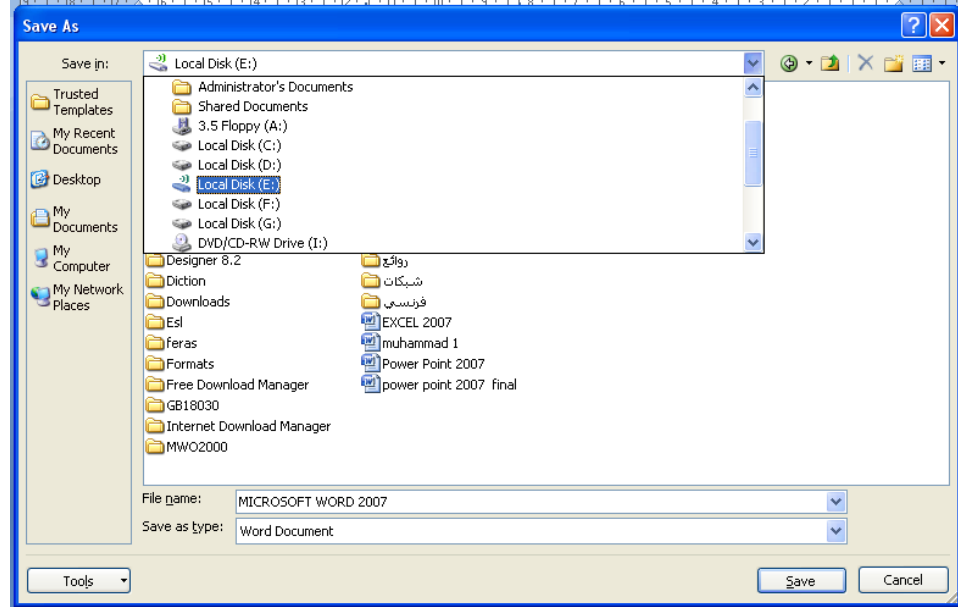 Save As
Save in:
Local Disk (E:)
Trusted Templates
My Recent Documents
Desktop
My Documents
My Computer
My Network Places
Administrator's Documents
Shared Documents
3.5 Floppy (A:)
Local Disk (C:)
Local Disk (D:)
Local Disk (E:)
Local Disk (F:)
Local Disk (G:)
DVD/CD-RW Drive (I:)
Designer 8.2
Diction
Downloads
Esl
feras
Formats
Free Download Manager
GB18030
Internet Download Manager
MWO2000
روائع
شبكات
فرنسي
EXCEL 2007
muhammad 1
Power Point 2007
power point 2007 final
File name:
MICROSOFT WORD 2007
Save as type:
Word Document
Tools
Save
Cancel